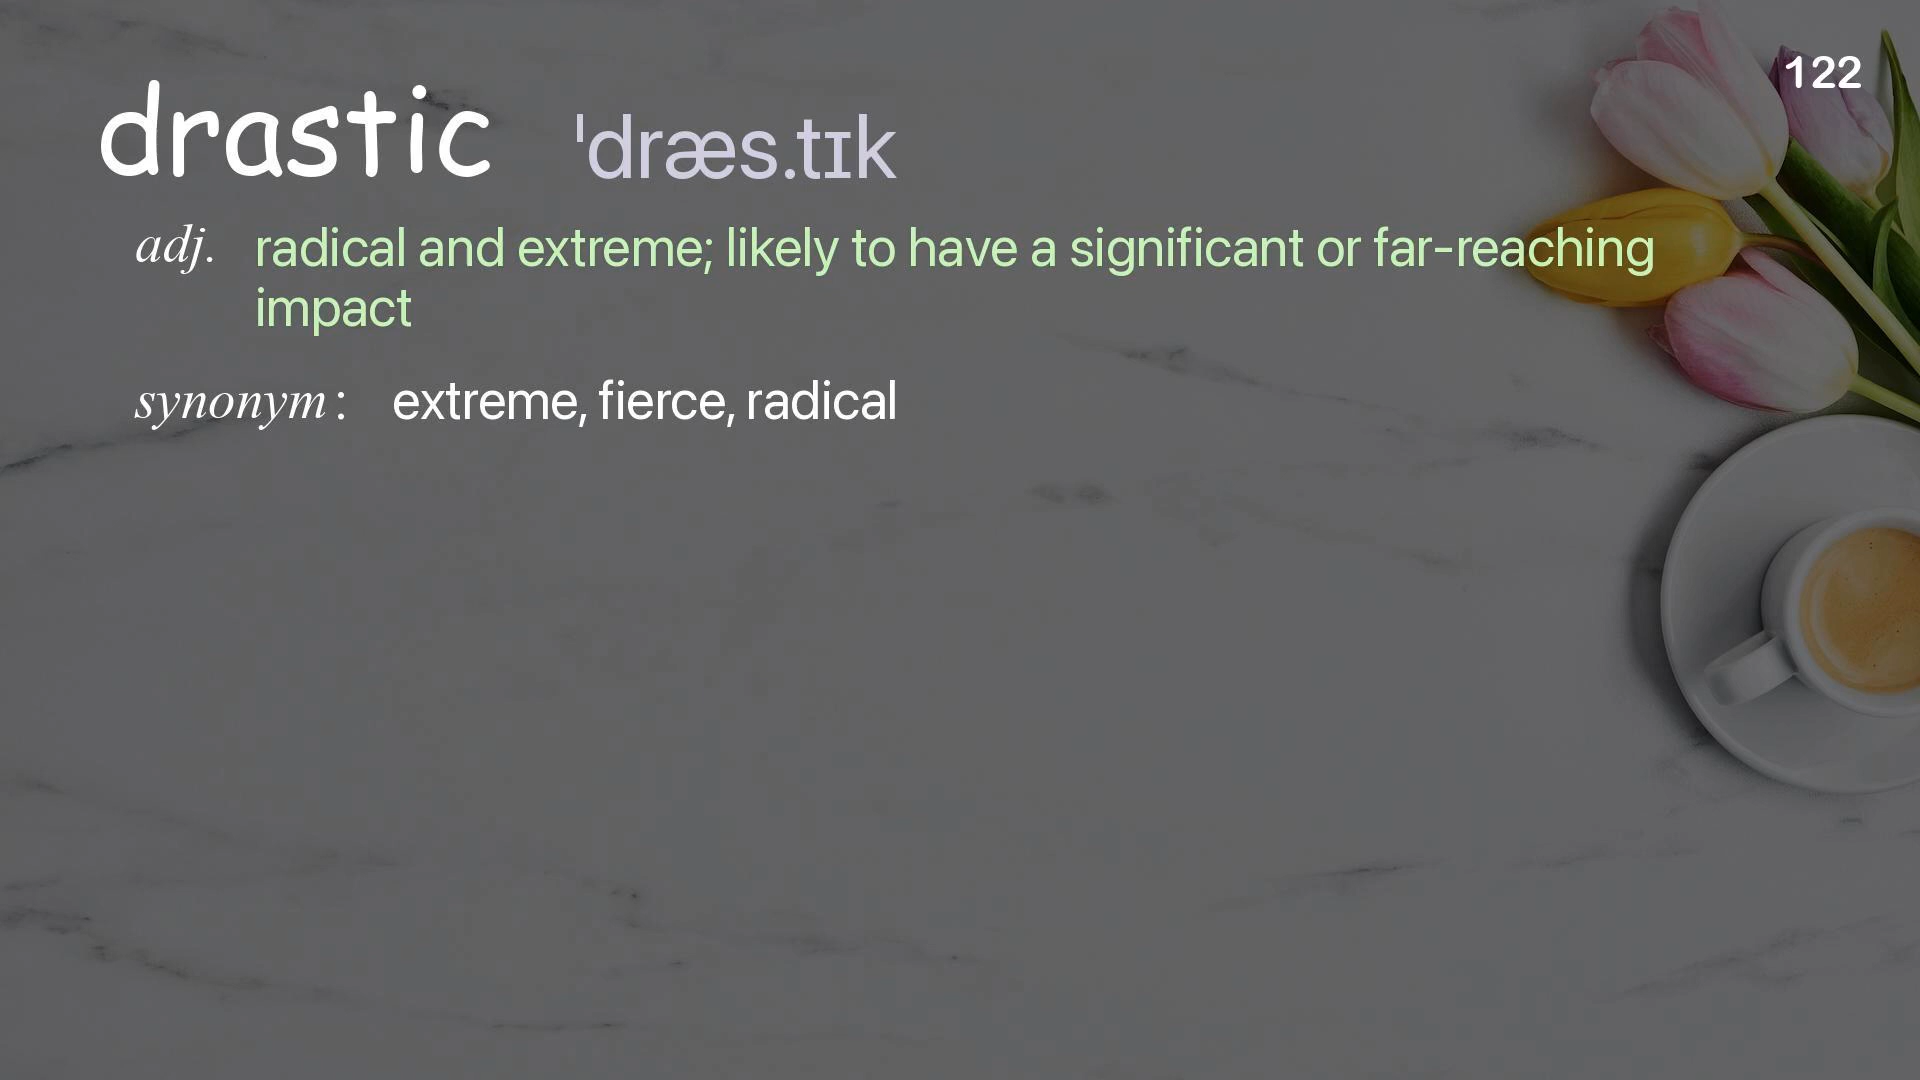 122
drastic ˈdræs.tɪk
adj. radical and extreme; likely to have a significant or far-reaching
impact
synonym: extreme, fierce, radical